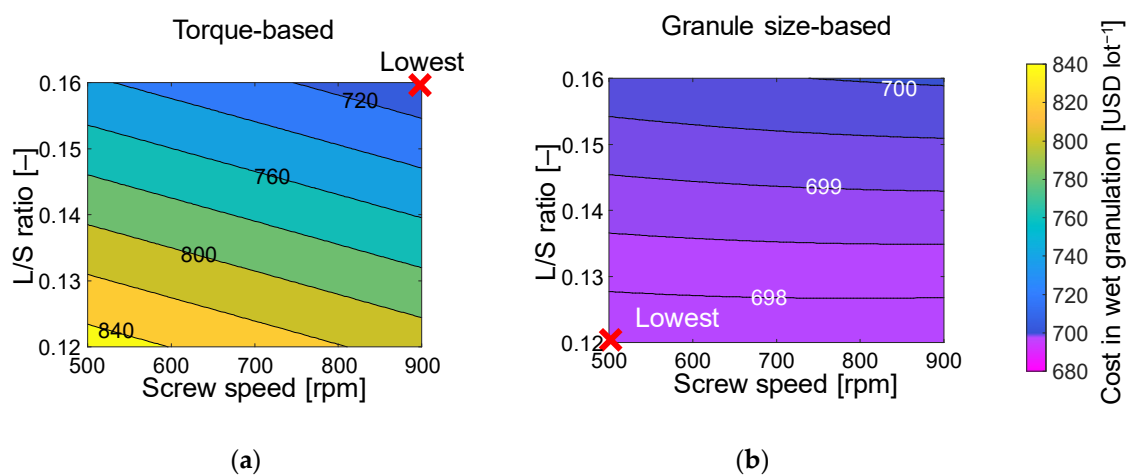 Torque-based
Lowest
0.16
0.15
0.14
0.13
0.12
L/S ratio [–]
720
760
800
840
500 600 700 800 900
Screw speed [rpm]
(a)
Granule size-based
0.16
0.15
0.14
0.13
0.12
L/S ratio [–]
700
699
698
Lowest
500 600 700 800 900
Screw speed [rpm]
(b)
840
820
800
780
760
740
720
700
680
Cost in wet granulation [USD lot⁻¹]